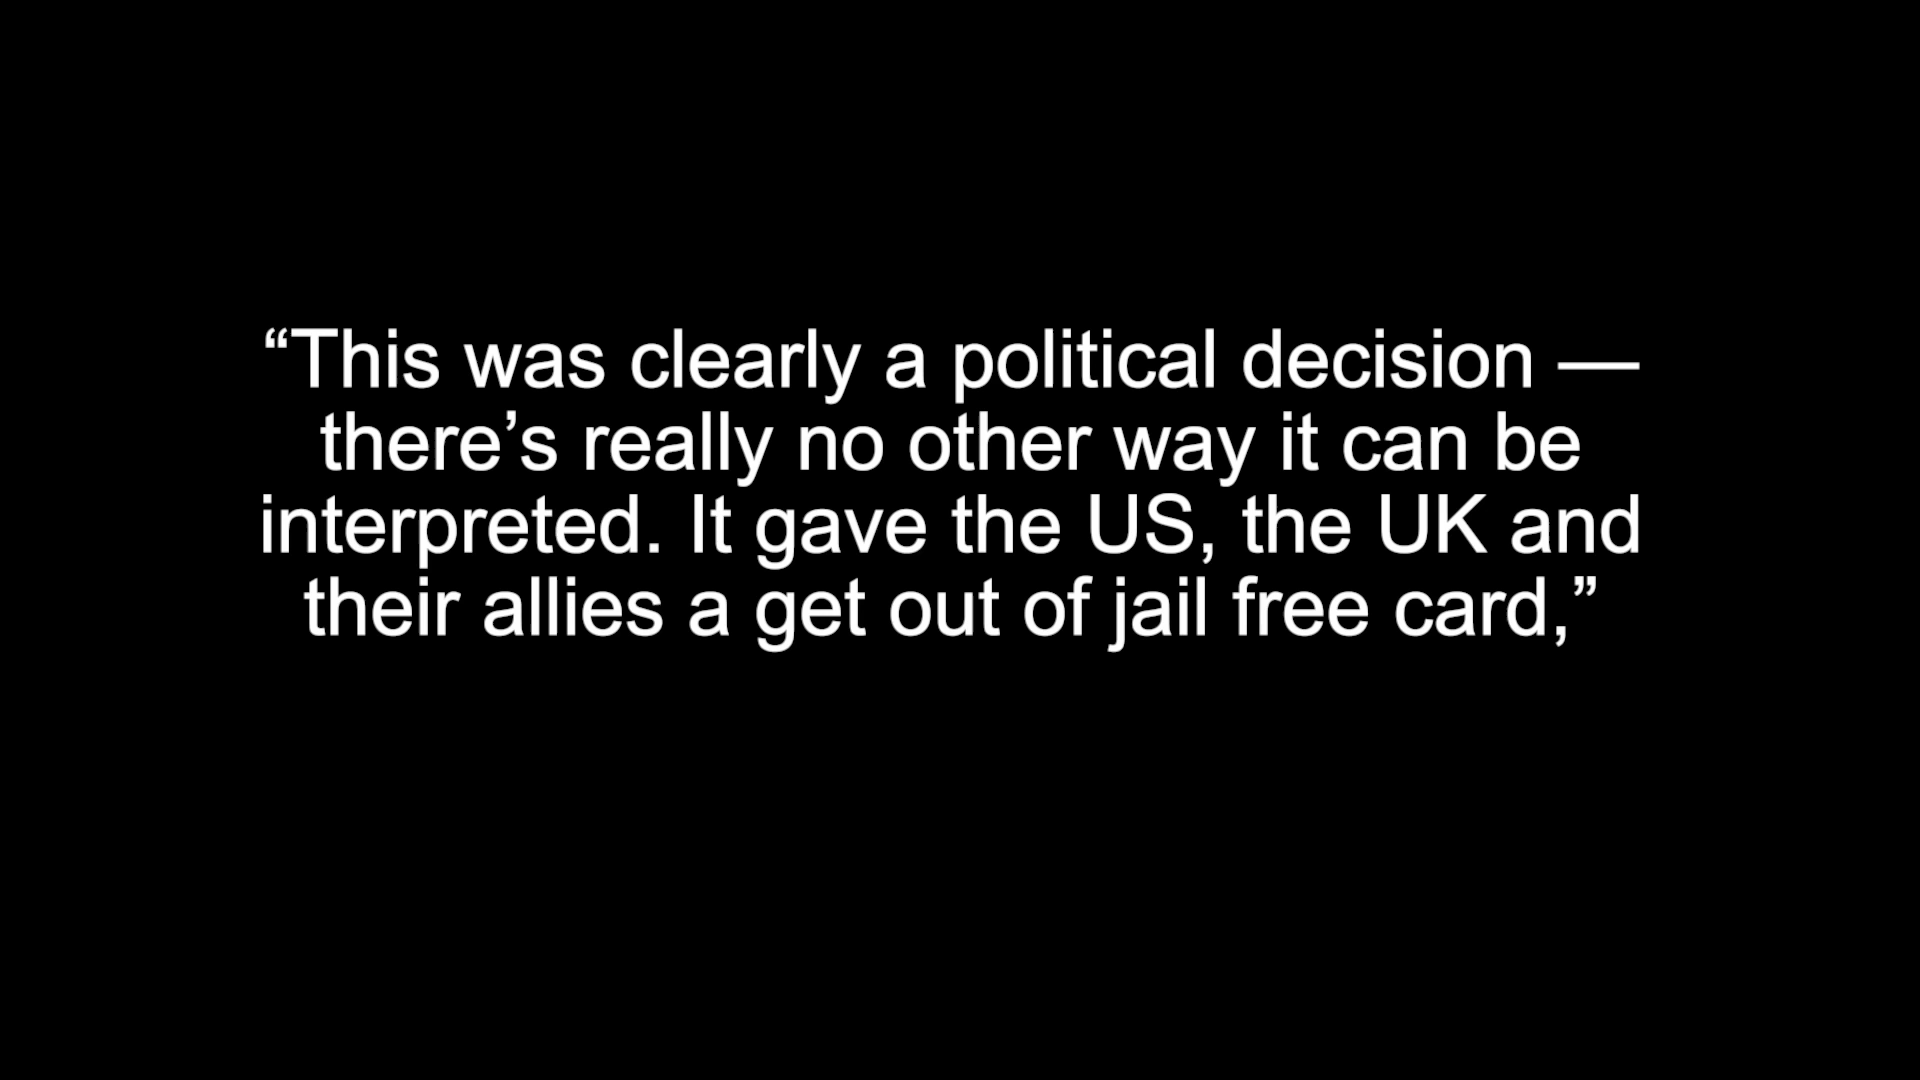 “This was clearly a political decision —
there’s really no other way it can be
interpreted. It gave the US, the UK and
their allies a get out of jail free card,”